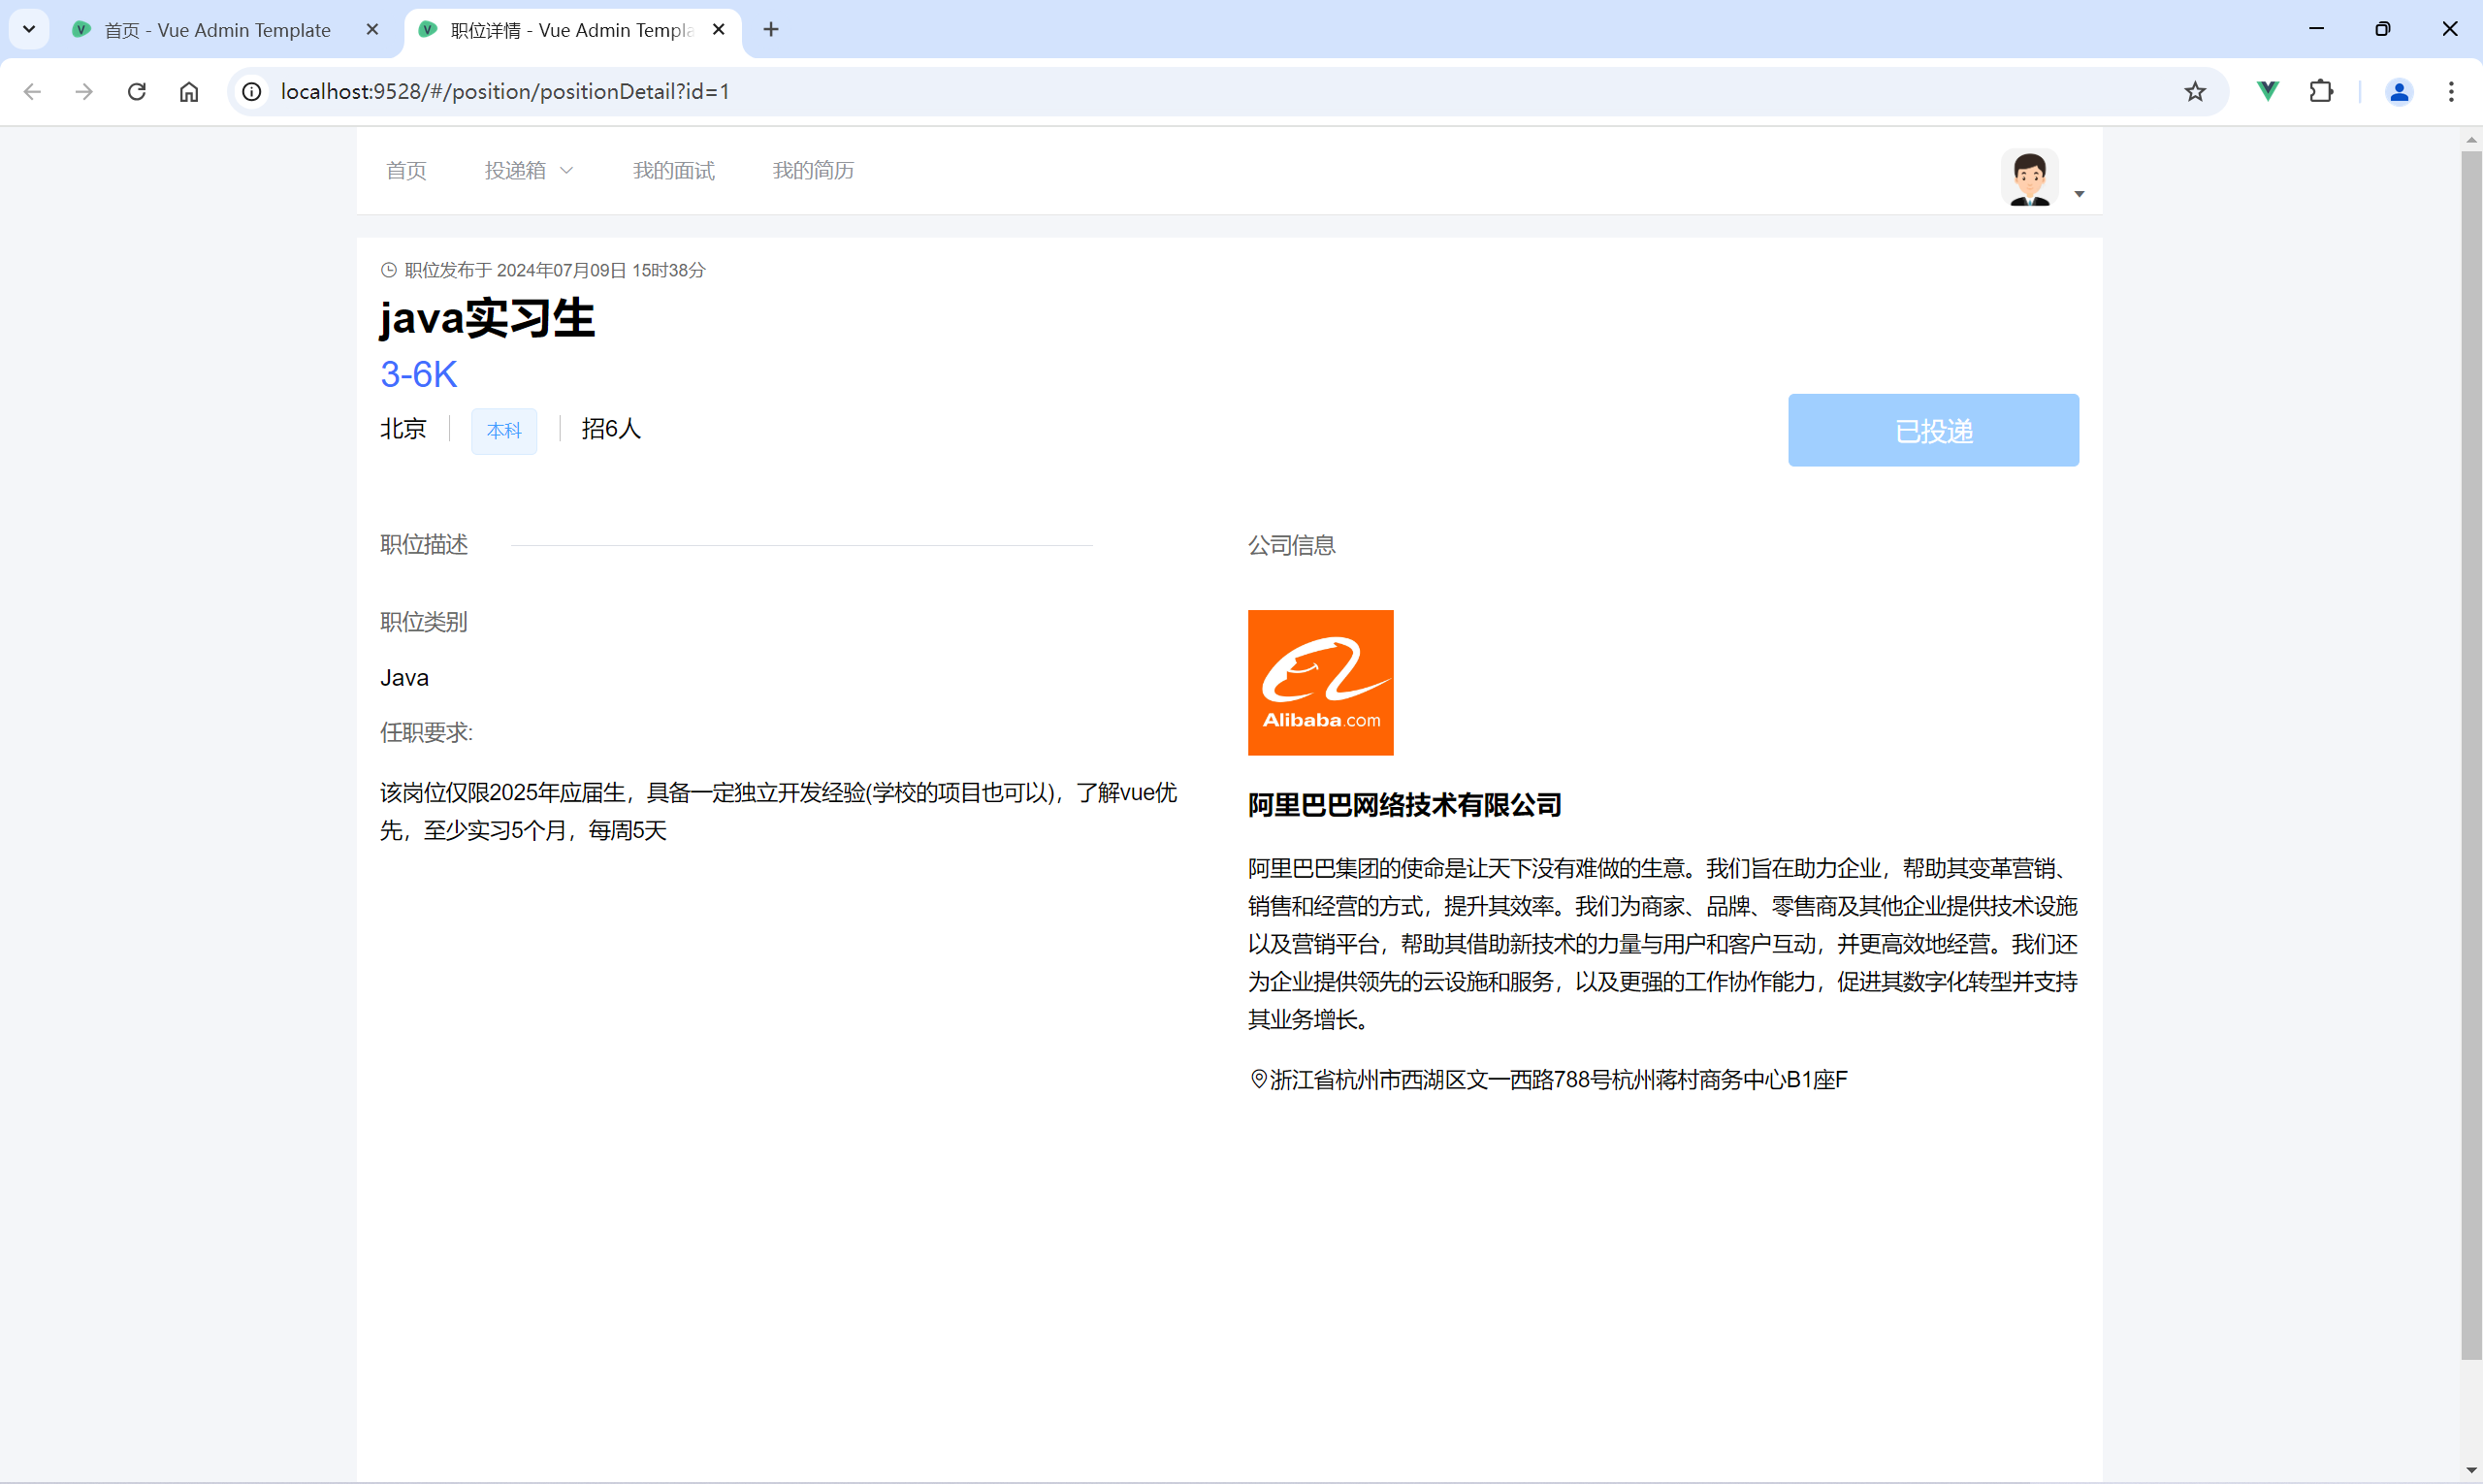 首页 - Vue Admin Template
职位详情 - Vue Admin Templa
localhost:9528/#/position/positionDetail?id=1
首页 投递箱 我的面试 我的简历
职位发布于 2024年07月09日 15时38分
java实习生
3-6K
北京 本科 招6人
已投递
职位描述
职位类别
Java
任职要求:
该岗位仅限2025年应届生，具备一定独立开发经验(学校的项目也可以)，了解vue优
先，至少实习5个月，每周5天
公司信息
Alibaba.com
阿里巴巴网络技术有限公司
阿里巴巴集团的使命是让天下没有难做的生意。我们旨在助力企业，帮助其变革营销、
销售和经营的方式，提升其效率。我们为商家、品牌、零售商及其他企业提供技术设施
以及营销平台，帮助其借助新技术的力量与用户和客户互动，并更高效地经营。我们还
为企业提供领先的云设施和服务，以及更强的工作协作能力，促进其数字化转型并支持
其业务增长。
浙江省杭州市西湖区文一西路788号杭州蒋村商务中心B1座F